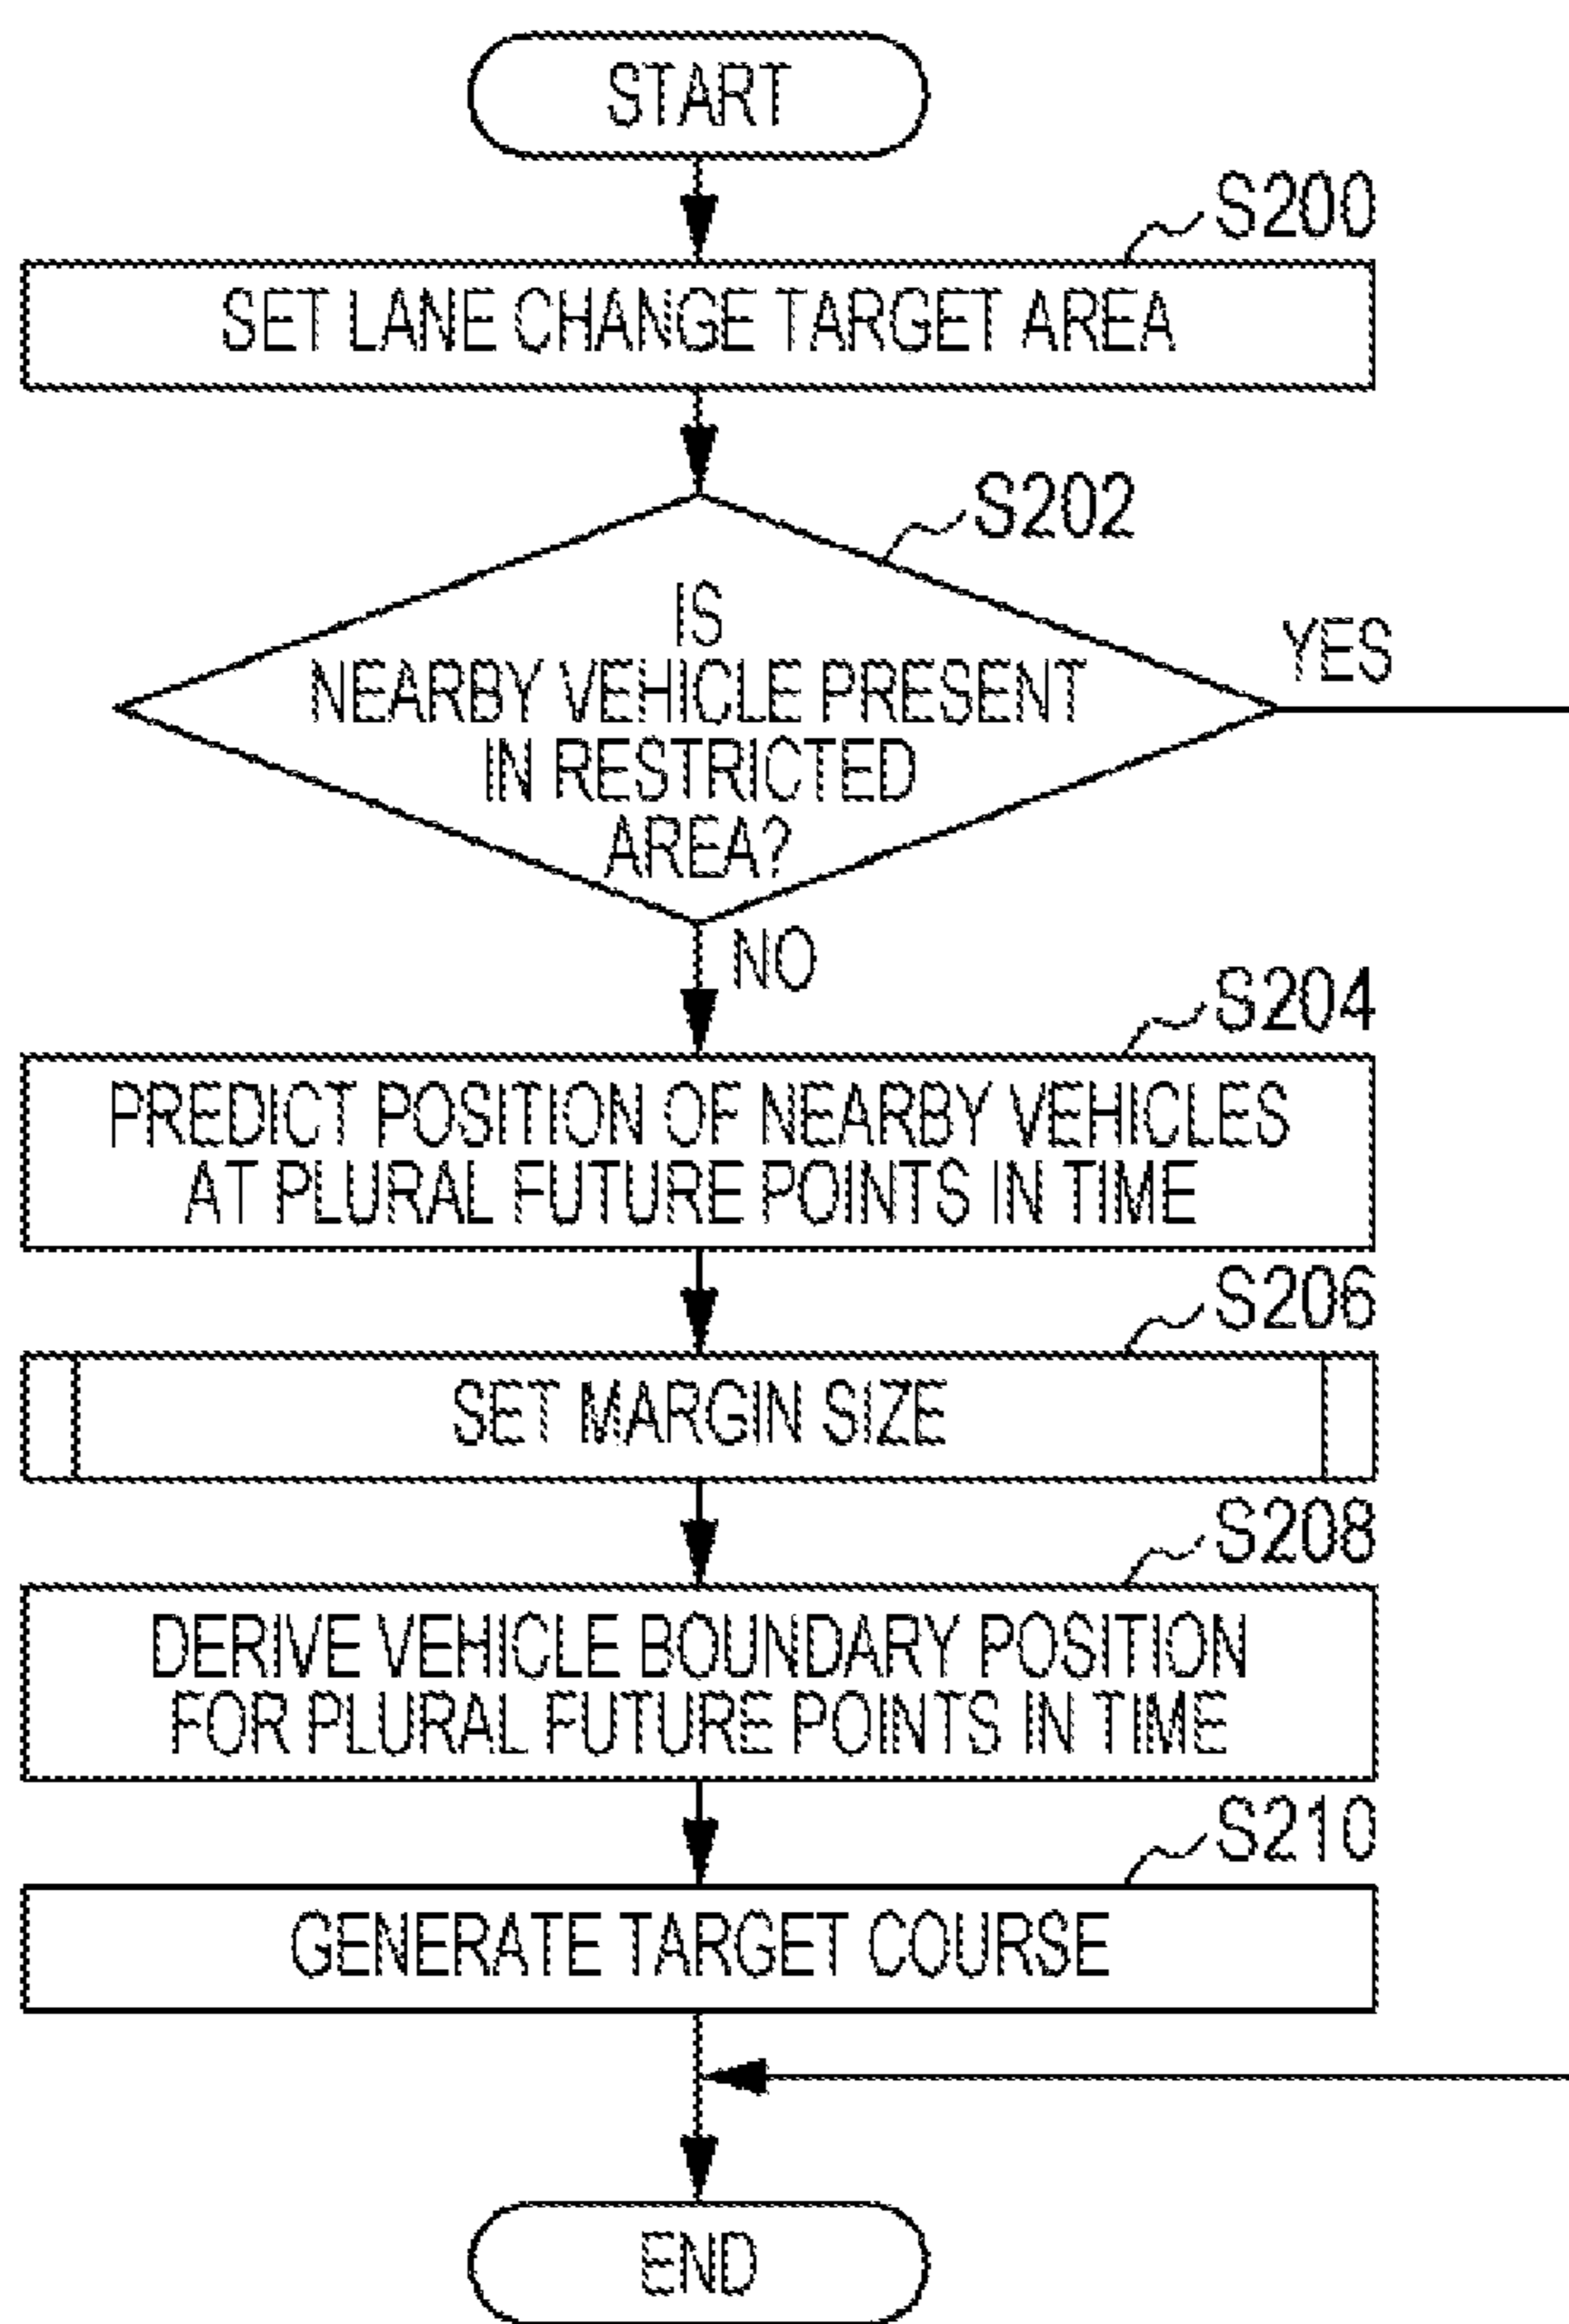 START
S200
SET LANE CHANGE TARGET AREA
S202
IS
NEARBY VEHICLE PRESENT
IN RESTRICTED
AREA?
YES
NO
S204
PREDICT POSITION OF NEARBY VEHICLES
AT PLURAL FUTURE POINTS IN TIME
S206
SET MARGIN SIZE
S208
DERIVE VEHICLE BOUNDARY POSITION
FOR PLURAL FUTURE POINTS IN TIME
S210
GENERATE TARGET COURSE
END